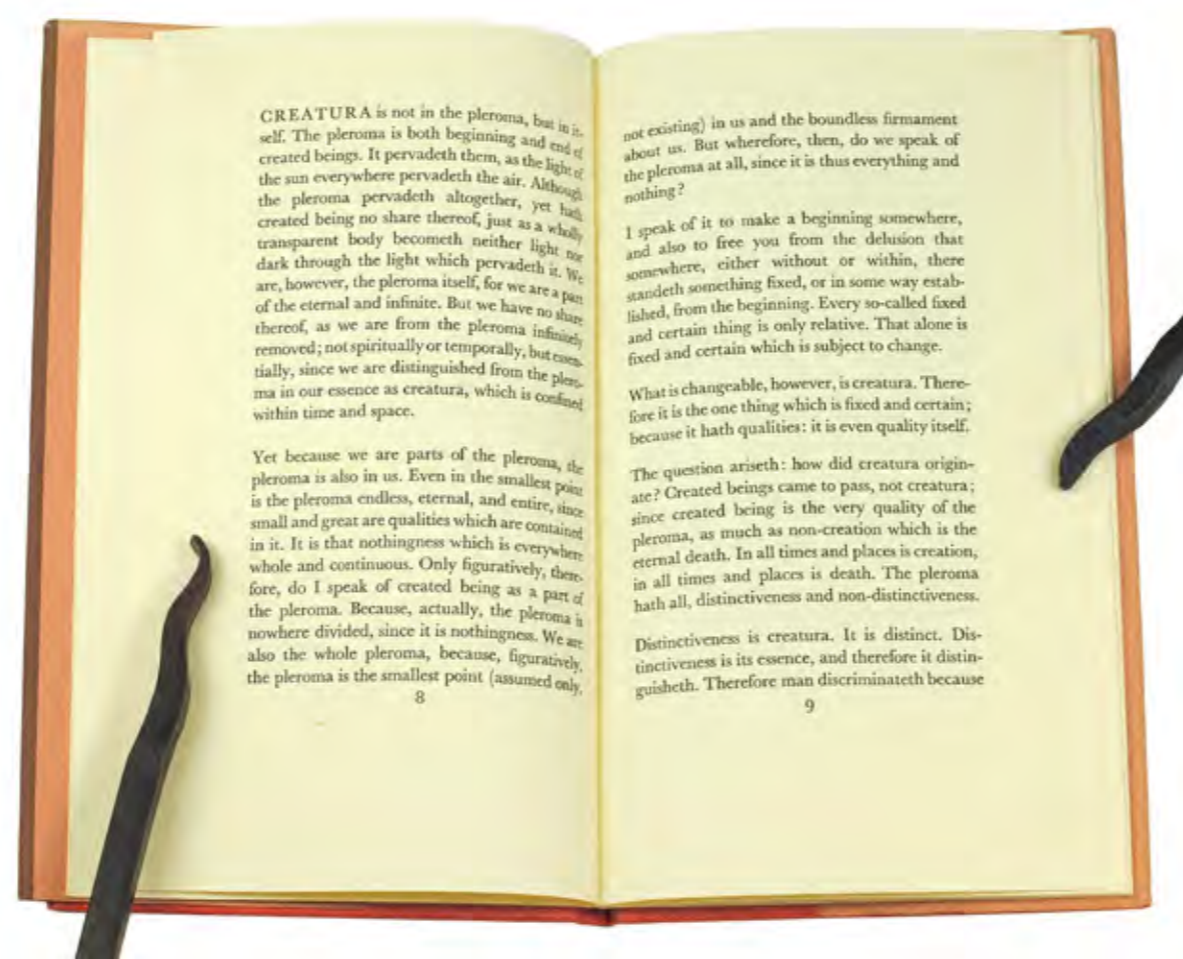 CREATURA is not in the pleroma, but in it-
self. The pleroma is both beginning and end of
created beings. It pervadeth them, as the light of
the sun everywhere pervadeth the air. Although
the pleroma pervadeth altogether, yet hath
created being no share thereof, just as a wholly
transparent body becometh neither light nor
dark through the light which pervadeth it. We
are, however, the pleroma itself, for we are a part
of the eternal and infinite. But we have no share
thereof, as we are from the pleroma infinitely
removed; not spiritually or temporally, but essen-
tially, since we are distinguished from the plero-
ma in our essence as creatura, which is confined
within time and space.
Yet because we are parts of the pleroma, the
pleroma is also in us. Even in the smallest point
is the pleroma endless, eternal, and entire, since
small and great are qualities which are contained
in it. It is that nothingness which is everywhere
whole and continuous. Only figuratively, there-
fore, do I speak of created being as a part of
the pleroma. Because, actually, the pleroma is
nowhere divided, since it is nothingness. We are
also the whole pleroma, because, figuratively,
the pleroma is the smallest point (assumed only,
8
not existing) in us and the boundless firmament
about us. But wherefore, then, do we speak of
the pleroma at all, since it is thus everything and
nothing?
I speak of it to make a beginning somewhere,
and also to free you from the delusion that
somewhere, either without or within, there
standeth something fixed, or in some way estab-
lished, from the beginning. Every so-called fixed
and certain thing is only relative. That alone is
fixed and certain which is subject to change.
What is changeable, however, is creatura. There-
fore it is the one thing which is fixed and certain;
because it hath qualities: it is even quality itself.
The question ariseth: how did creatura origin-
ate? Created beings came to pass, not creatura;
since created being is the very quality of the
pleroma, as much as non-creation which is the
eternal death. In all times and places is creation,
in all times and places is death. The pleroma
hath all, distinctiveness and non-distinctiveness.
Distinctiveness is creatura. It is distinct. Dis-
tinctiveness is its essence, and therefore it distin-
guisheth. Therefore man discriminateth because
9